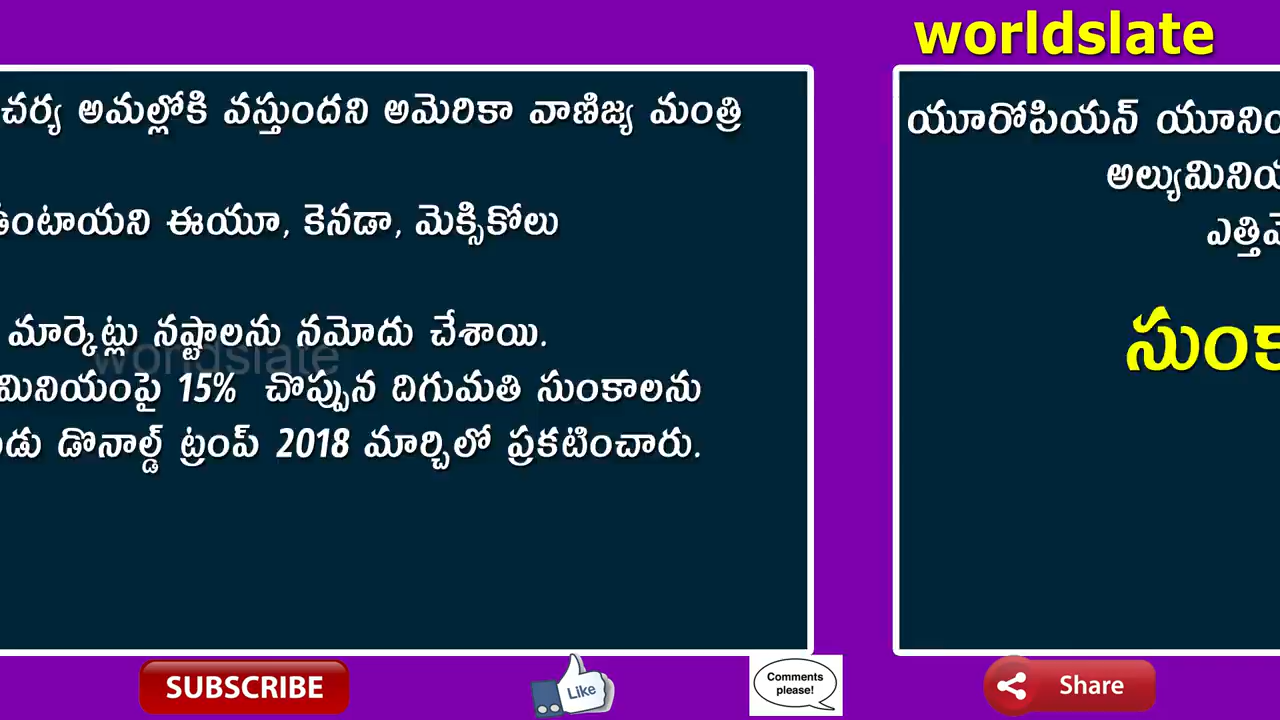 worldslate
చర్య అమల్లోకి వస్తుందని అమెరికా వాణిజ్య మంత్రి
ఉంటాయని ఈయూ, కెనడా, మెక్సికోలు
మార్కెట్లు నష్టాలను నమోదు చేశాయి.
worldslate
మినియంపై 15% చొప్పున దిగుమతి సుంకాలను
డొనాల్డ్ ట్రంప్ 2018 మార్చిలో ప్రకటించారు.
యూరోపియన్ యూని
అల్యుమిని
ఎత్తి
సుంక
SUBSCRIBE
Like
Comments
please!
Share